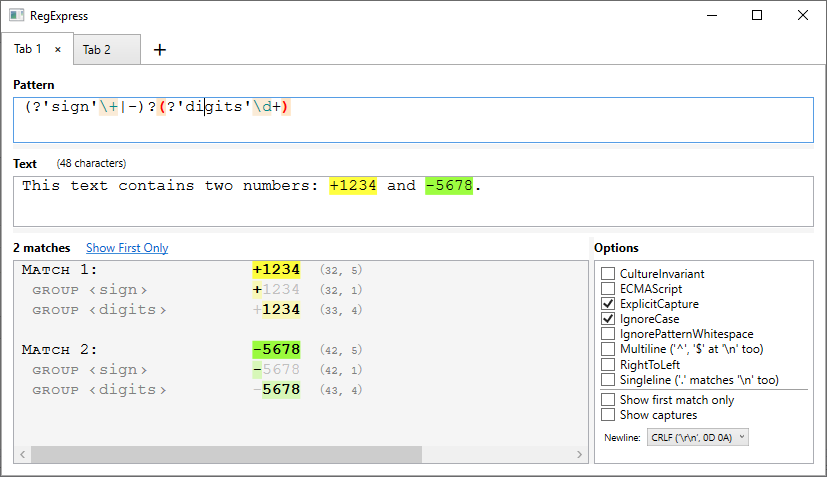 RegExpress
Tab 1 × Tab 2 +
Pattern
(?'sign'\+|-)?(?'digits'\d+)
Text (48 characters)
This text contains two numbers: +1234 and -5678.
2 matches Show First Only
Match 1: +1234 (32, 5)
group <sign> +1234 (32, 1)
group <digits> +1234 (33, 4)
Match 2: -5678 (42, 5)
group <sign> -5678 (42, 1)
group <digits> -5678 (43, 4)
Options
CultureInvariant
ECMAScript
ExplicitCapture
IgnoreCase
IgnorePatternWhitespace
Multiline ('^', '$' at '\n' too)
RightToLeft
Singleline ('.' matches '\n' too)
Show first match only
Show captures
Newline: CRLF ('\r\n', 0D 0A)